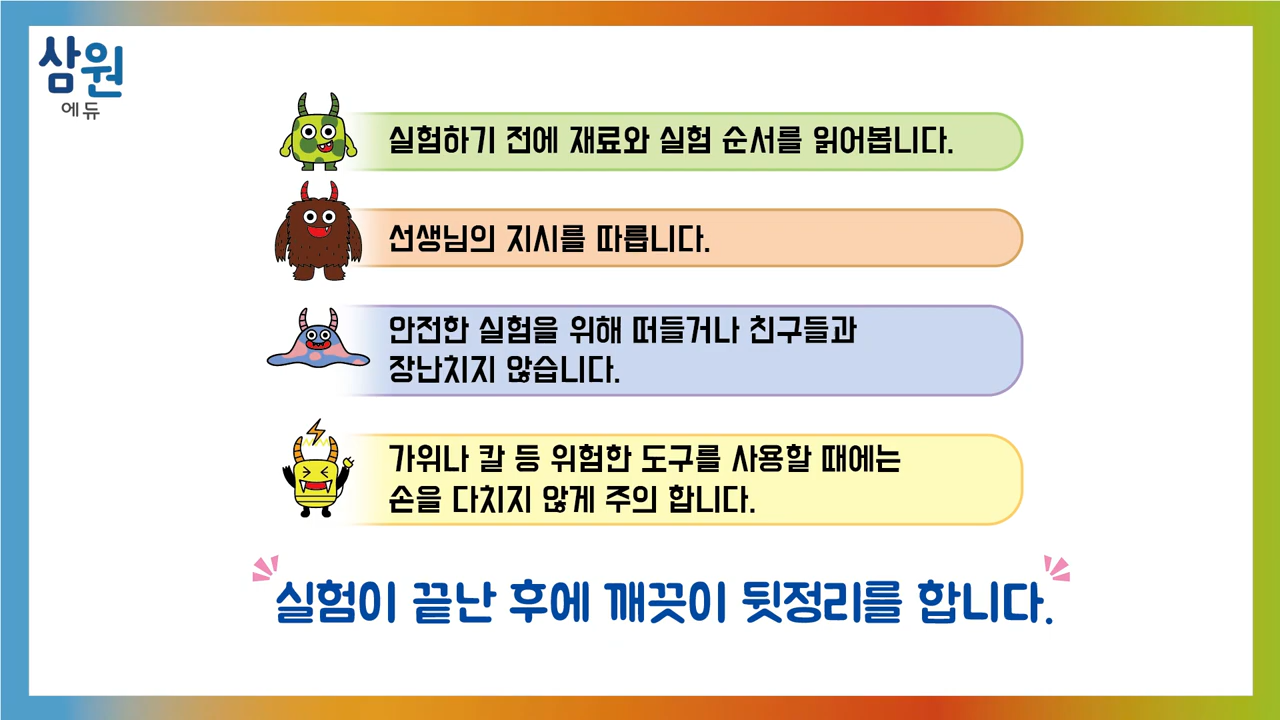 삼원
에듀
실험하기 전에 재료와 실험 순서를 읽어봅니다.
선생님의 지시를 따릅니다.
안전한 실험을 위해 떠들거나 친구들과
장난치지 않습니다.
가위나 칼 등 위험한 도구를 사용할 때에는
손을 다치지 않게 주의 합니다.
실험이 끝난 후에 깨끗이 뒷정리를 합니다.